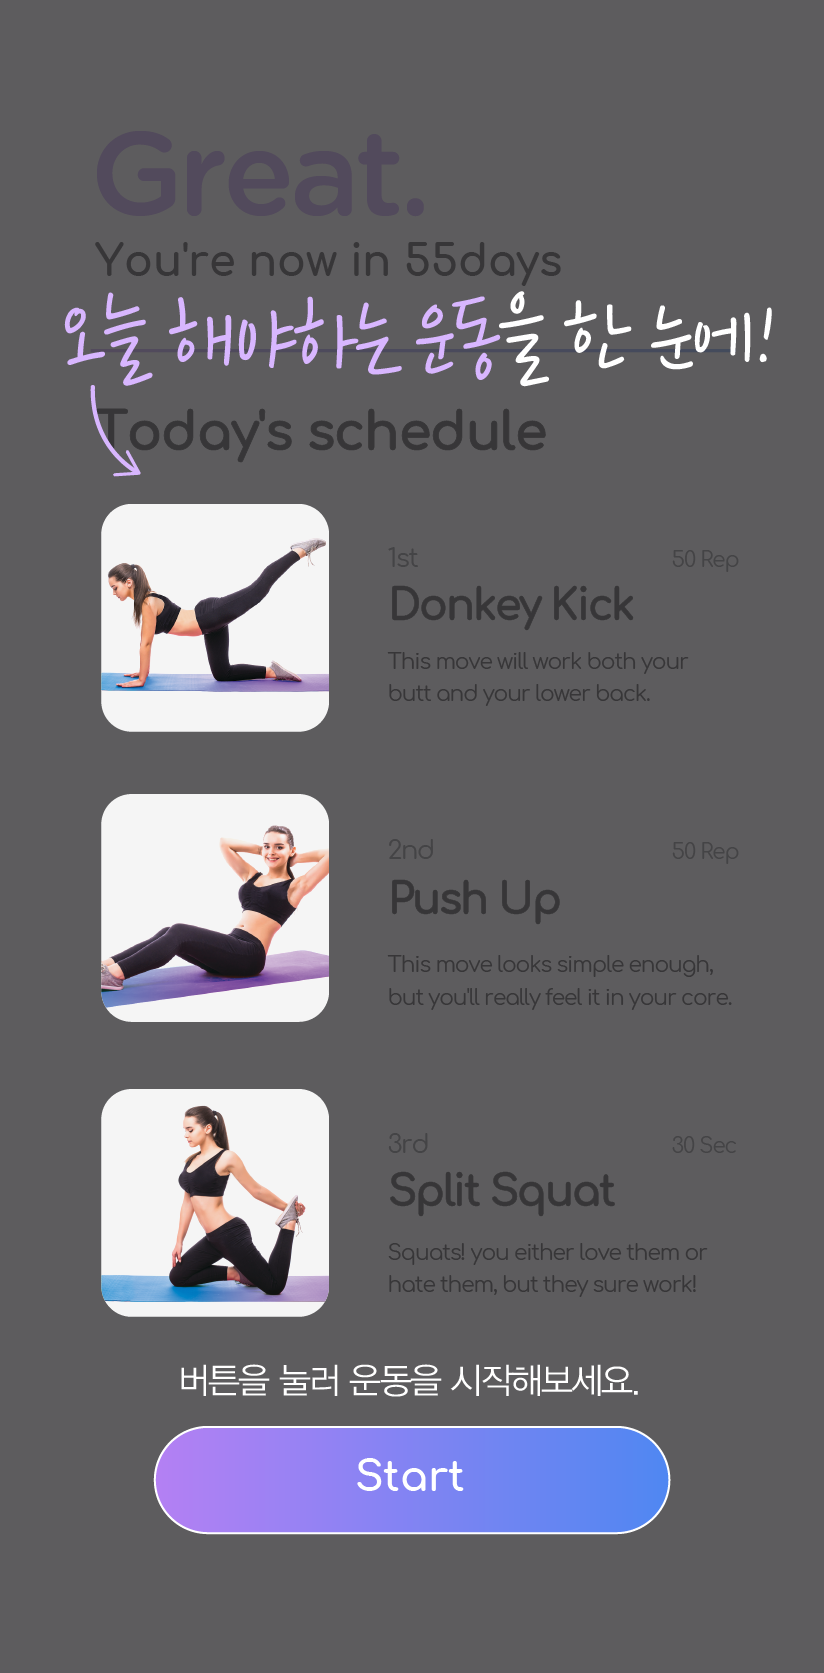 Great.
You're now in 55days
오늘 해야하는 운동을 한 눈에!
Today's schedule
1st
50 Rep
Donkey Kick
This move will work both your
butt and your lower back.
2nd
50 Rep
Push Up
This move looks simple enough,
but you'll really feel it in your core.
3rd
30 Sec
Split Squat
Squats! you either love them or
hate them, but they sure work!
버튼을 눌러 운동을 시작해보세요.
Start